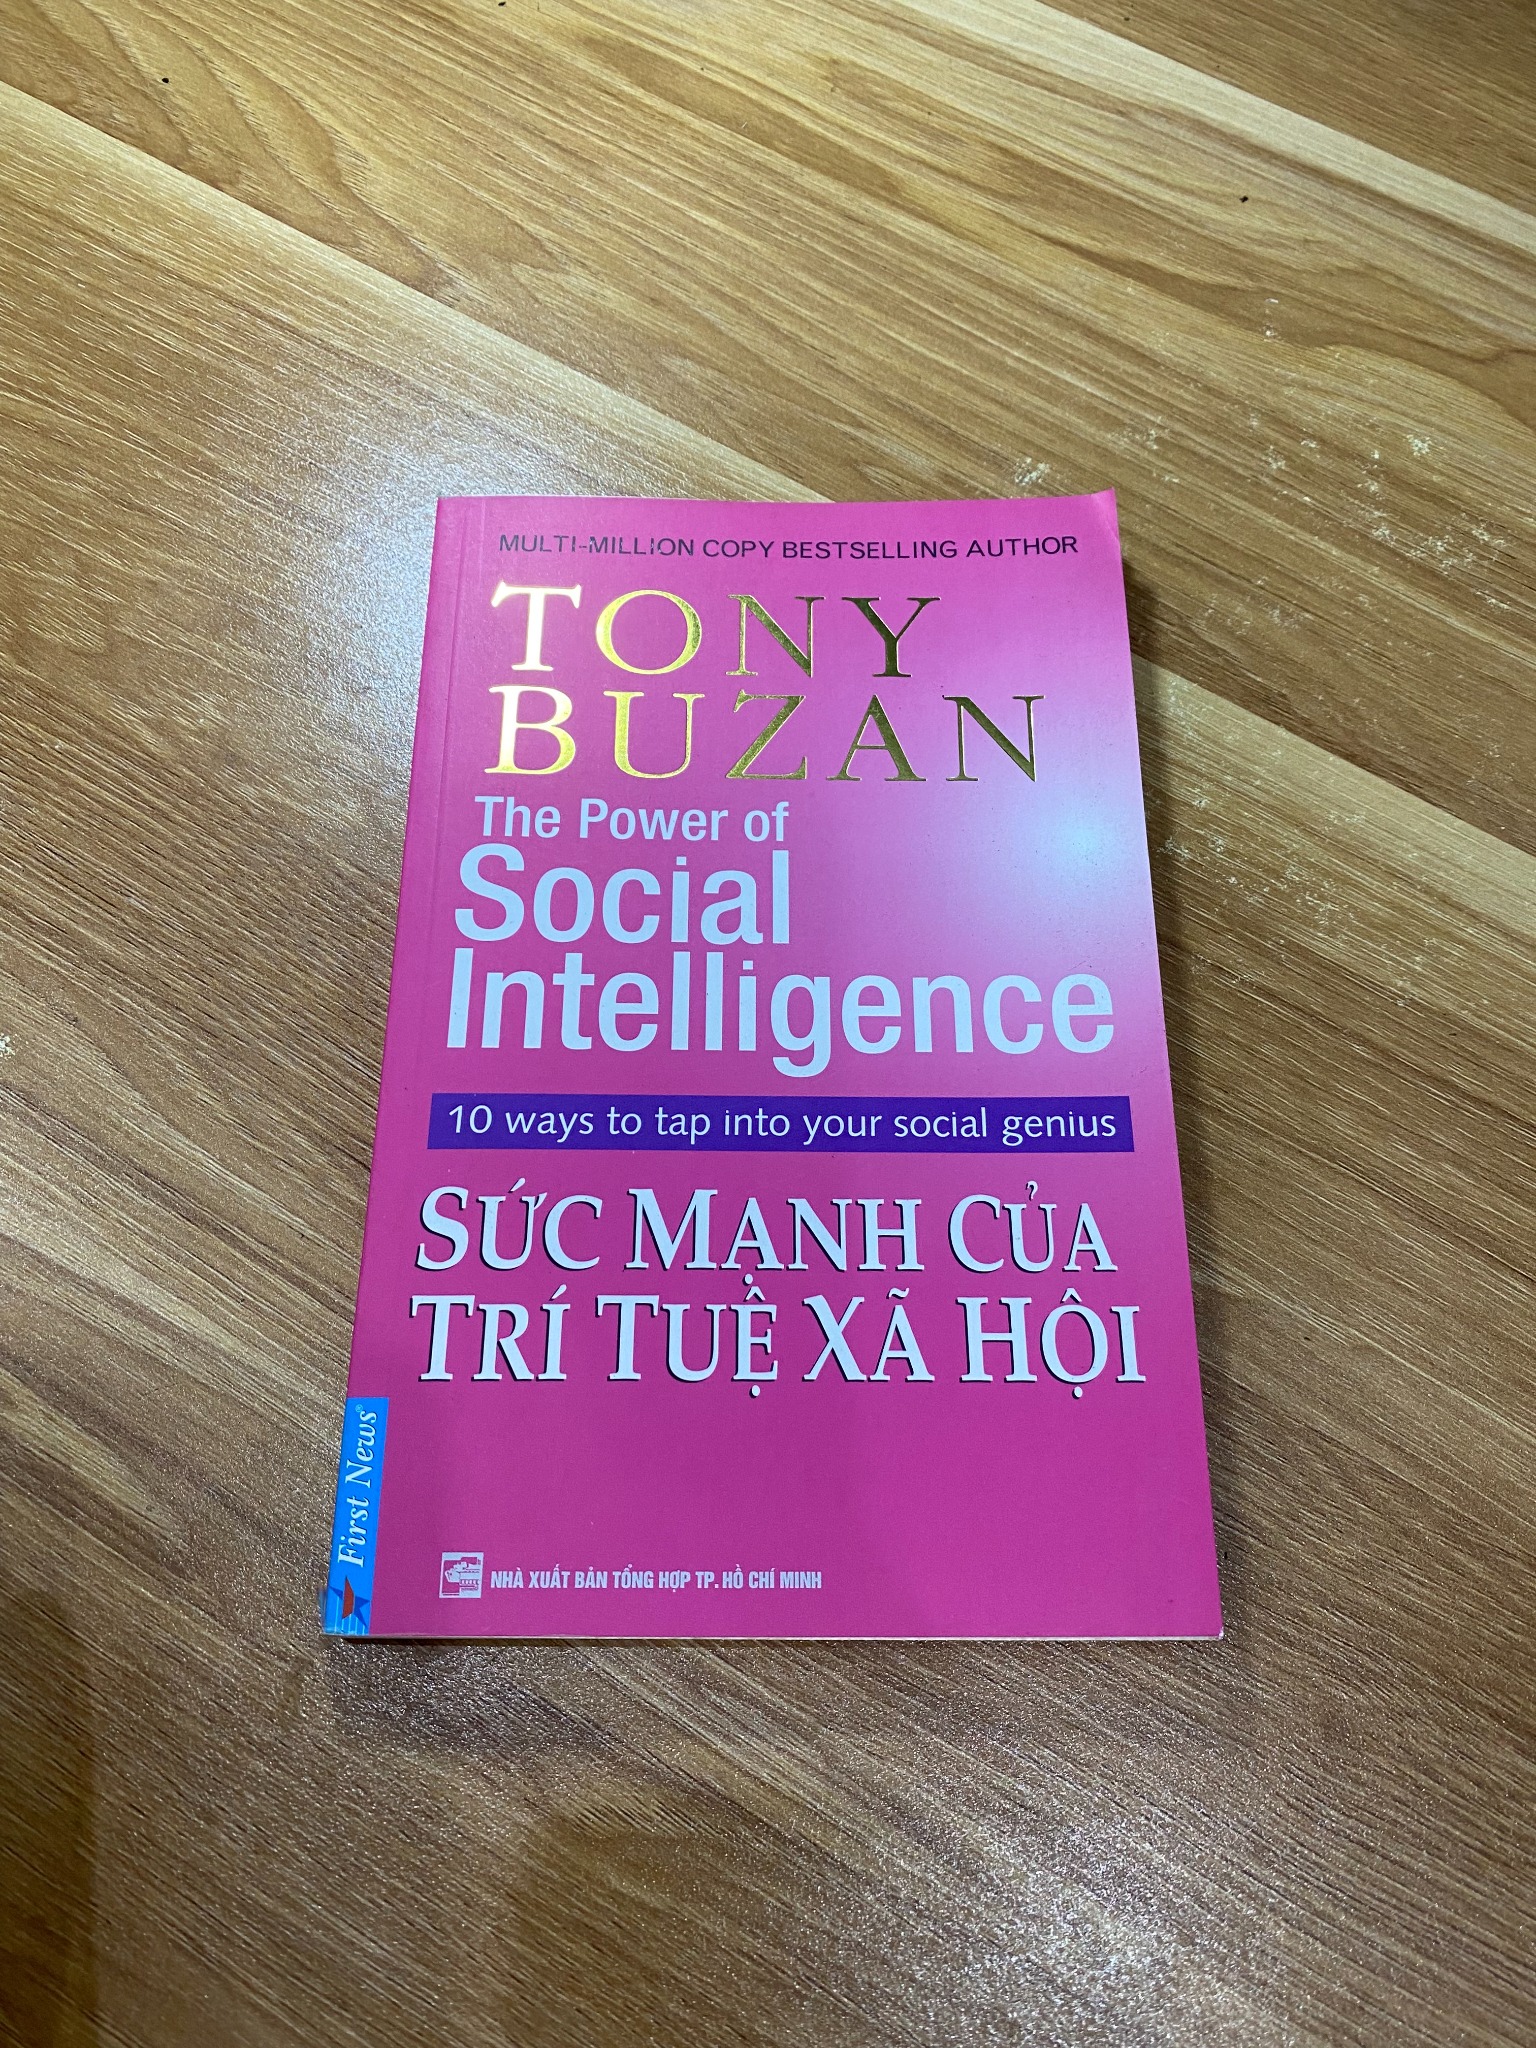 MULTI-MILLION COPY BESTSELLING AUTHOR
TONY
BUZAN
The Power of
Social
Intelligence
10 ways to tap into your social genius
SỨC MẠNH CỦA
TRÍ TUỆ XÃ HỘI
First News®
NHÀ XUẤT BẢN TỔNG HỢP TP. HỒ CHÍ MINH